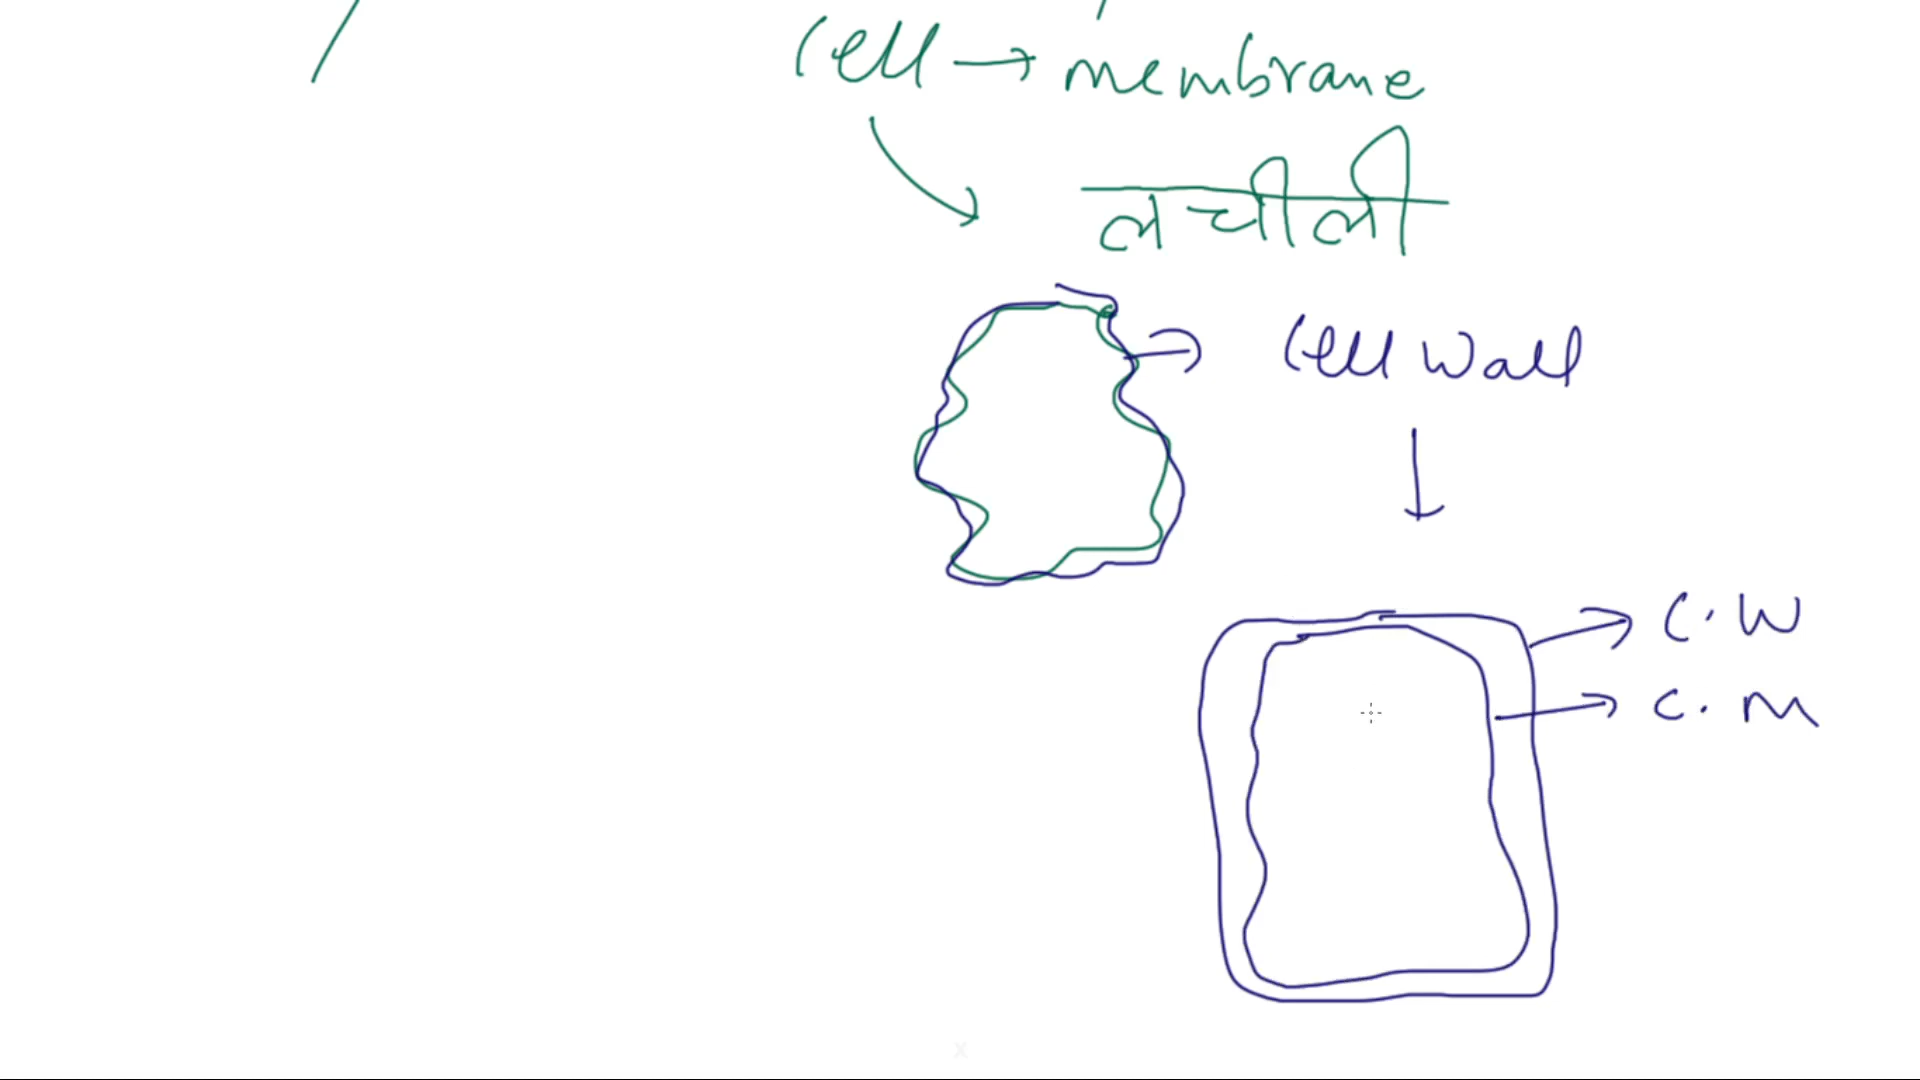 Cell → membrane
लचीली
Cell wall
C.W
C.M
x